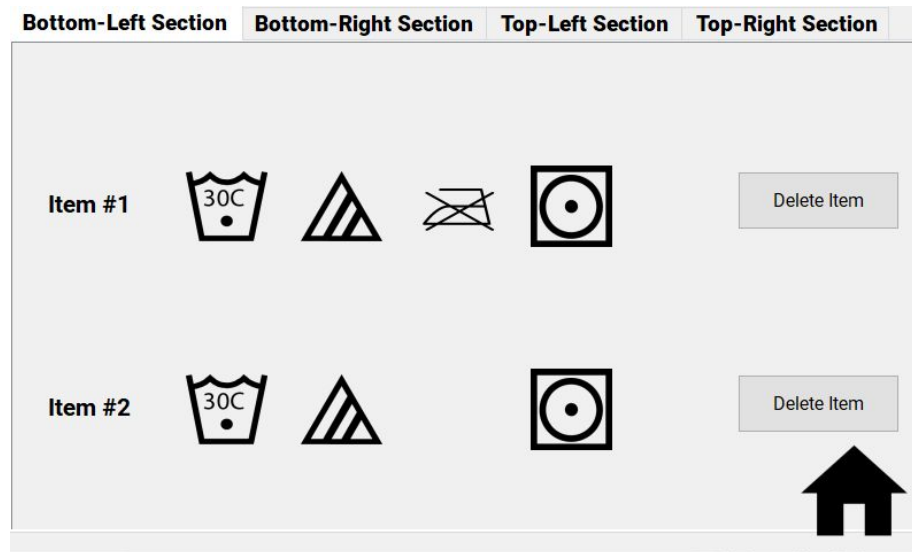 Bottom-Left Section Bottom-Right Section Top-Left Section Top-Right Section
Item #1 30C Delete Item
Item #2 30C Delete Item